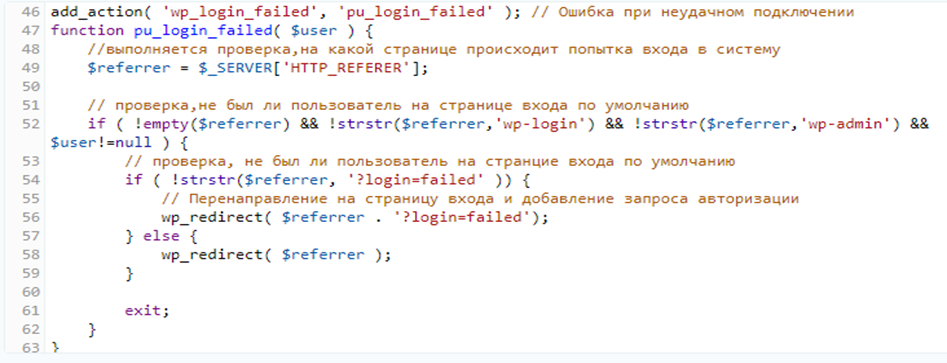 46 add_action( 'wp_login_failed', 'pu_login_failed' ); // Ошибка при неудачном подключении
47 function pu_login_failed( $user ) {
48 //выполняется проверка,на какой странице происходит попытка входа в систему
49 $referrer = $_SERVER['HTTP_REFERER'];
50
51 // проверка,не был ли пользователь на странице входа по умолчанию
52 if ( !empty($referrer) && !strstr($referrer,'wp-login') && !strstr($referrer,'wp-admin') &&
$user!=null ) {
53 // проверка, не был ли пользователь на странцие входа по умолчанию
54 if ( !strstr($referrer, '?login=failed' )) {
55 // Перенаправление на страницу входа и добавление запроса авторизации
56 wp_redirect( $referrer . '?login=failed');
57 } else {
58 wp_redirect( $referrer );
59 }
60
61 exit;
62 }
63 }